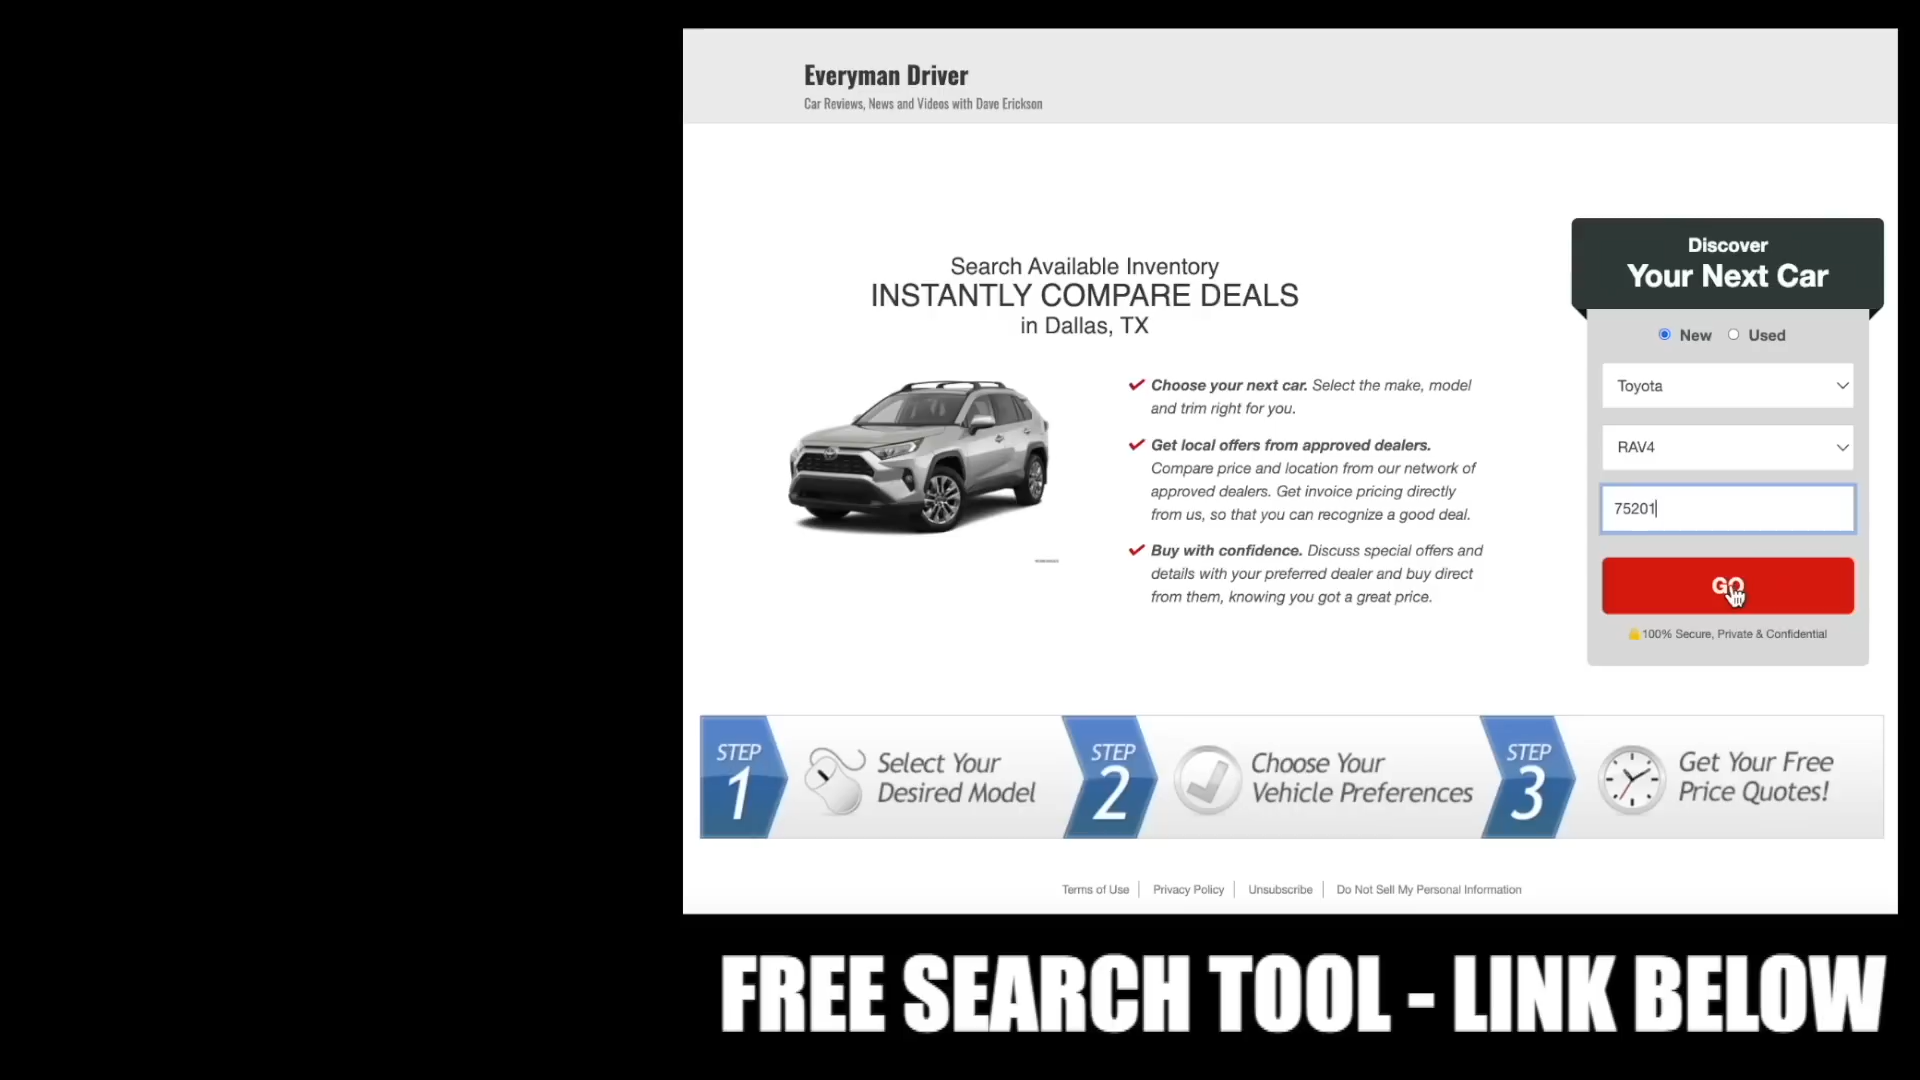 Everyman Driver
Car Reviews, News and Videos with Dave Erickson
Search Available Inventory
INSTANTLY COMPARE DEALS
in Dallas, TX
Choose your next car. Select the make, model
and trim right for you.
Get local offers from approved dealers.
Compare price and location from our network of
approved dealers. Get invoice pricing directly
from us, so that you can recognize a good deal.
Buy with confidence. Discuss special offers and
details with your preferred dealer and buy direct
from them, knowing you got a great price.
Discover
Your Next Car
New Used
Toyota
RAV4
75201
GO
100% Secure, Private & Confidential
STEP
1
Select Your
Desired Model
STEP
2
Choose Your
Vehicle Preferences
STEP
3
Get Your Free
Price Quotes!
Terms of Use Privacy Policy Unsubscribe Do Not Sell My Personal Information
FREE SEARCH TOOL - LINK BELOW